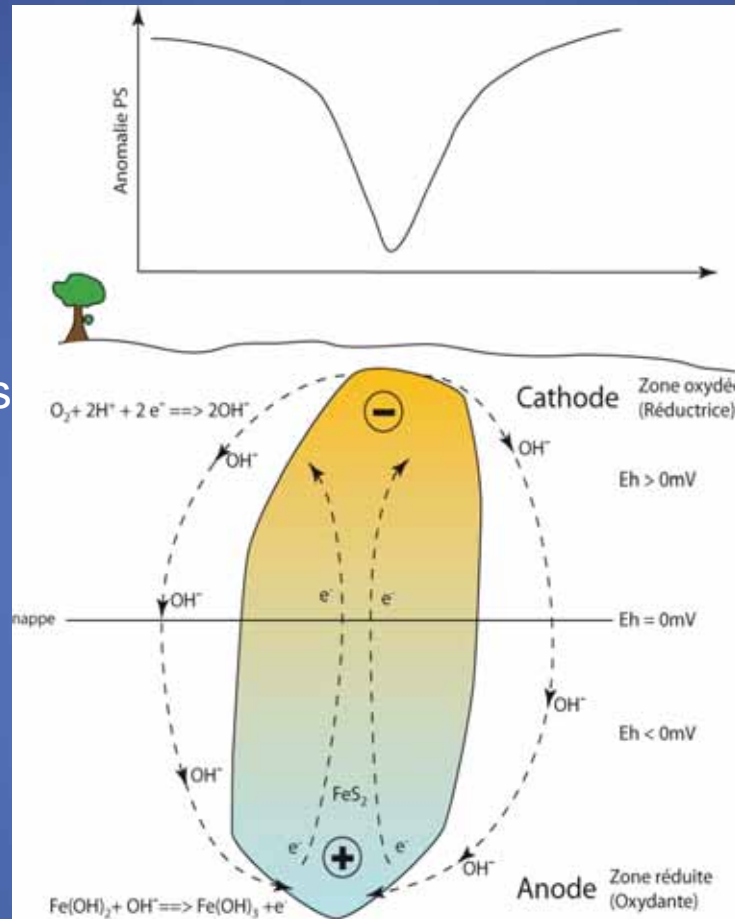 Anomalie PS
s
O₂+ 2H⁺ + 2 e⁻ ==> 2OH⁻
Cathode
Zone oxydée
(Réductrice)
OH⁻
OH⁻
Eh > 0mV
e⁻
e⁻
OH⁻
nappe
Eh = 0mV
OH⁻
Eh < 0mV
OH⁻
FeS₂
e⁻
e⁻
OH⁻
Anode
Zone réduite
(Oxydante)
Fe(OH)₂+ OH⁻==> Fe(OH)₃ +e⁻